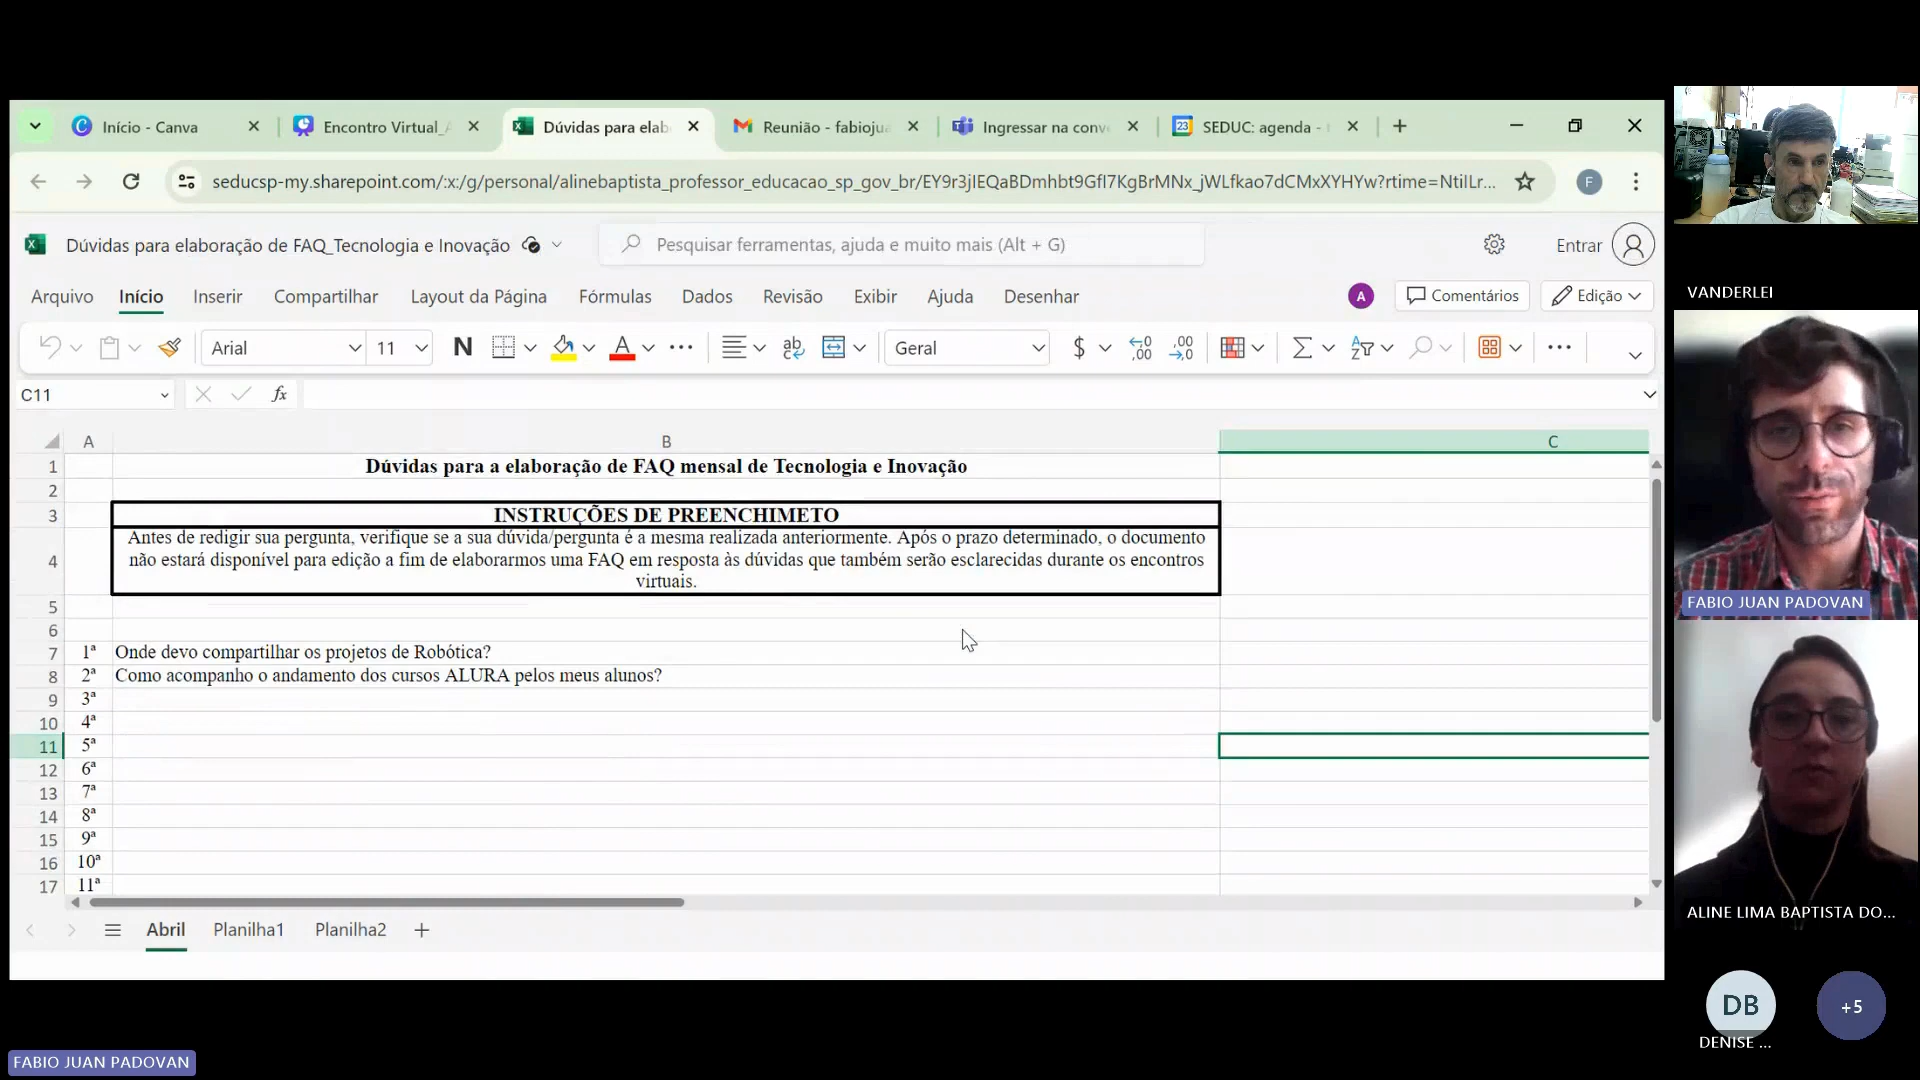 Início - Canva
Encontro Virtual_A
Dúvidas para elab
Reunião - fabioju
Ingressar na conv
SEDUC: agenda -
seducsp-my.sharepoint.com/:x:/g/personal/alinebaptista_professor_educacao_sp_gov_br/EY9r3jIEQaBDmhbt9GfI7KgBrMNx_jWLfkao7dCMxXYHYw?rtime=NtiILr...
F
Dúvidas para elaboração de FAQ_Tecnologia e Inovação
Pesquisar ferramentas, ajuda e muito mais (Alt + G)
Entrar
Arquivo Início Inserir Compartilhar Layout da Página Fórmulas Dados Revisão Exibir Ajuda Desenhar
A
Comentários
Edição
Arial 11 N
Geral
C11
fx
A B C
1 Dúvidas para a elaboração de FAQ mensal de Tecnologia e Inovação
2
3 INSTRUÇÕES DE PREENCHIMETO
Antes de redigir sua pergunta, verifique se a sua dúvida/pergunta é a mesma realizada anteriormente. Após o prazo determinado, o documento
4 não estará disponível para edição a fim de elaborarmos uma FAQ em resposta às dúvidas que também serão esclarecidas durante os encontros
virtuais.
5
6
7 1ª Onde devo compartilhar os projetos de Robótica?
8 2ª Como acompanho o andamento dos cursos ALURA pelos meus alunos?
9 3ª
10 4ª
11 5ª
12 6ª
13 7ª
14 8ª
15 9ª
16 10ª
17 11ª
Abril Planilha1 Planilha2
VANDERLEI
FABIO JUAN PADOVAN
ALINE LIMA BAPTISTA DO...
DB
DENISE ...
+5
FABIO JUAN PADOVAN